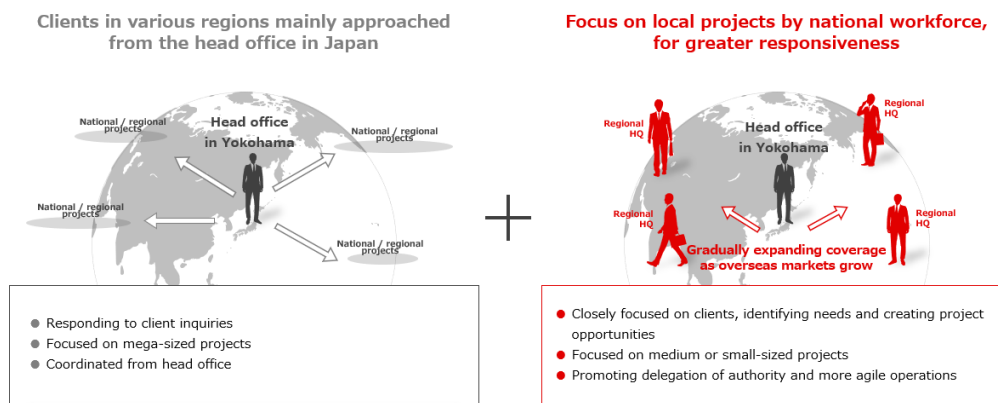 Clients in various regions mainly approached
from the head office in Japan
National / regional
projects
Head office
in Yokohama
National / regional
projects
National / regional
projects
National / regional
projects
Responding to client inquiries
Focused on mega-sized projects
Coordinated from head office
Focus on local projects by national workforce,
for greater responsiveness
Regional
HQ
Head office
in Yokohama
Regional
HQ
Regional
HQ
Regional
HQ
Gradually expanding coverage
as overseas markets grow
Closely focused on clients, identifying needs and creating project
opportunities
Focused on medium or small-sized projects
Promoting delegation of authority and more agile operations